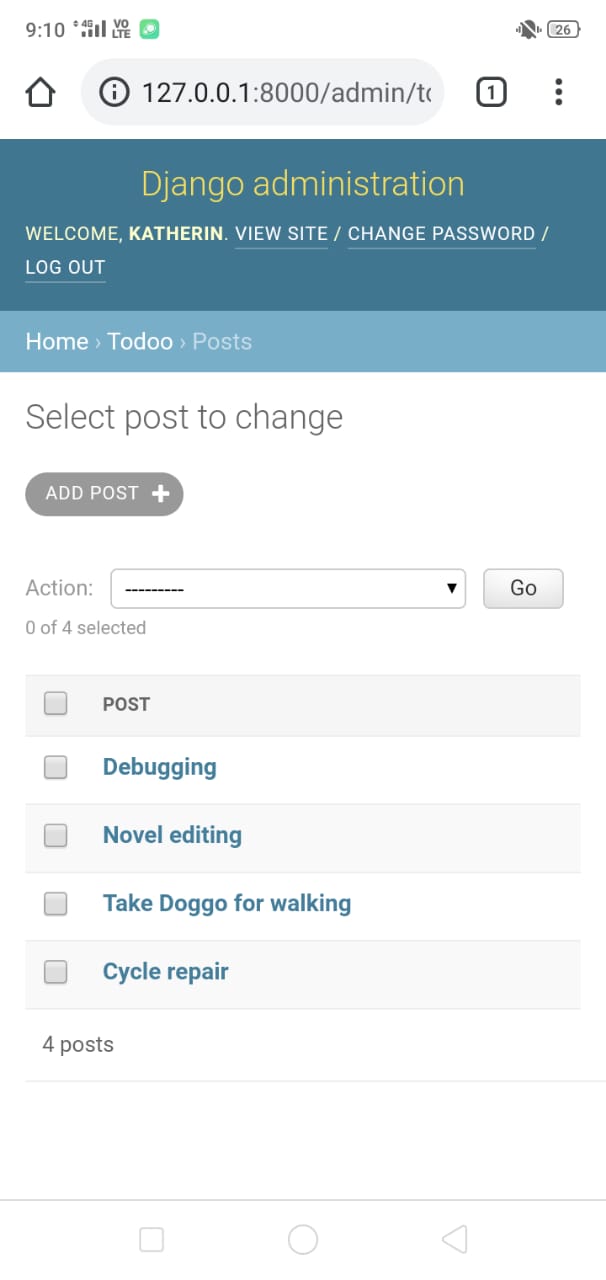 9:10 4G VO LTE 26
127.0.0.1:8000/admin/to 1
Django administration
WELCOME, KATHERIN. VIEW SITE / CHANGE PASSWORD /
LOG OUT
Home › Todoo › Posts
Select post to change
ADD POST +
Action: --------- Go
0 of 4 selected
POST
Debugging
Novel editing
Take Doggo for walking
Cycle repair
4 posts